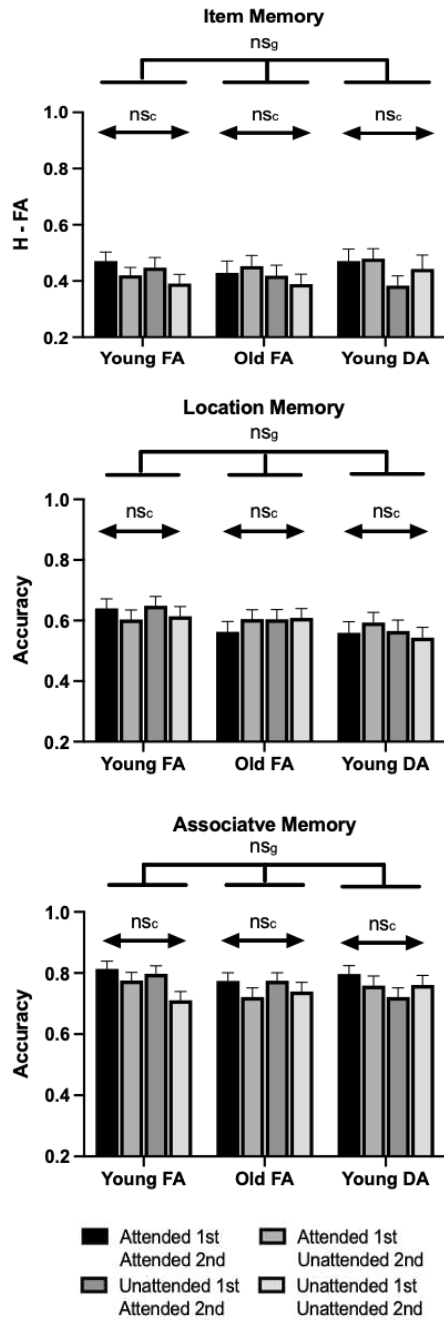 Item Memory
nsg
1.0
nsc
nsc
nsc
0.8
H - FA
0.6
0.4
0.2
Young FA
Old FA
Young DA
Location Memory
nsg
1.0
nsc
nsc
nsc
0.8
Accuracy
0.6
0.4
0.2
Young FA
Old FA
Young DA
Associatve Memory
nsg
1.0
nsc
nsc
nsc
0.8
Accuracy
0.6
0.4
0.2
Young FA
Old FA
Young DA
Attended 1st
Attended 2nd
Attended 1st
Unattended 2nd
Unattended 1st
Attended 2nd
Unattended 1st
Unattended 2nd